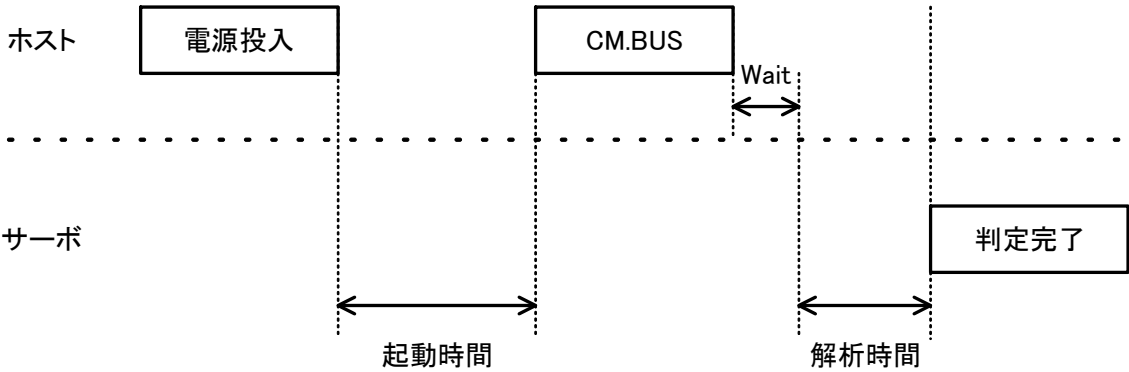 ホスト
電源投入
CM.BUS
Wait
サーボ
判定完了
起動時間
解析時間